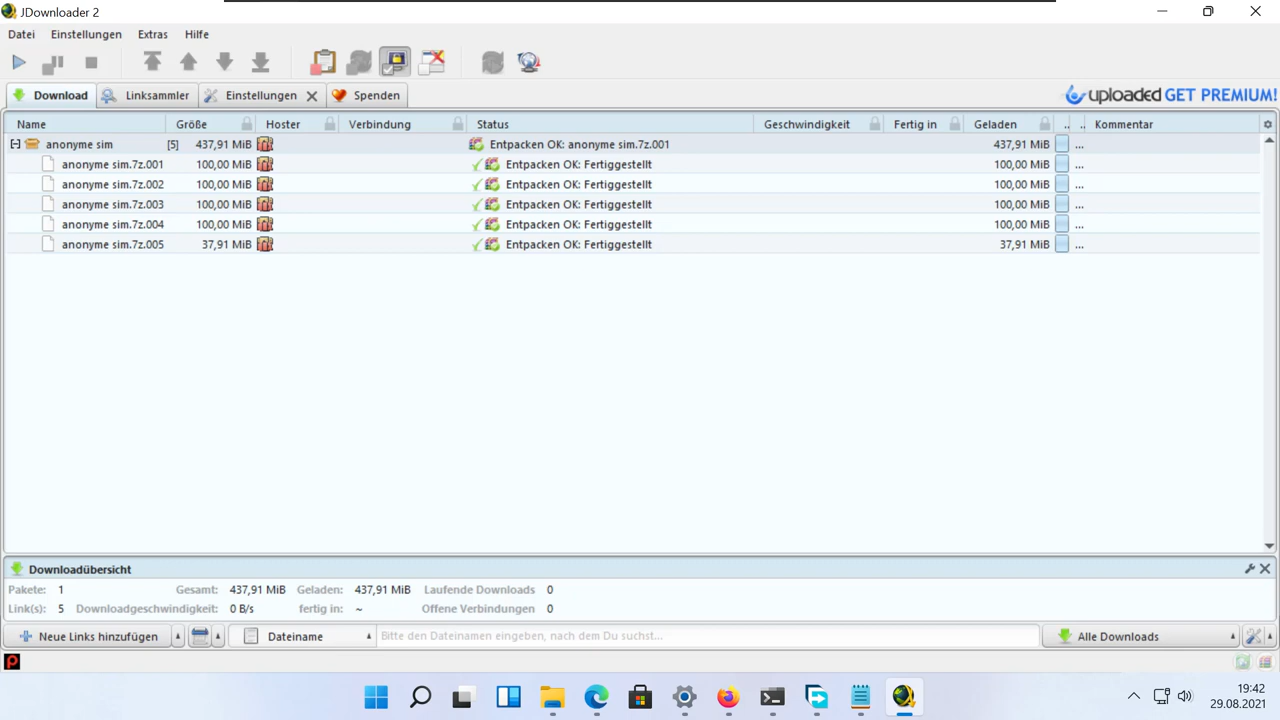 JDownloader 2
Datei Einstellungen Extras Hilfe
Download Linksammler Einstellungen Spenden uploaded GET PREMIUM!
Name Größe Hoster Verbindung Status Geschwindigkeit Fertig in Geladen .. .. Kommentar
anonyme sim [5] 437,91 MiB Entpacken OK: anonyme sim.7z.001 437,91 MiB ...
anonyme sim.7z.001 100,00 MiB Entpacken OK: Fertiggestellt 100,00 MiB ...
anonyme sim.7z.002 100,00 MiB Entpacken OK: Fertiggestellt 100,00 MiB ...
anonyme sim.7z.003 100,00 MiB Entpacken OK: Fertiggestellt 100,00 MiB ...
anonyme sim.7z.004 100,00 MiB Entpacken OK: Fertiggestellt 100,00 MiB ...
anonyme sim.7z.005 37,91 MiB Entpacken OK: Fertiggestellt 37,91 MiB ...
Downloadübersicht
Pakete: 1 Gesamt: 437,91 MiB Geladen: 437,91 MiB Laufende Downloads 0
Link(s): 5 Downloadgeschwindigkeit: 0 B/s fertig in: ~ Offene Verbindungen 0
Neue Links hinzufügen Dateiname Bitte den Dateinamen eingeben, nach dem Du suchst... Alle Downloads
19:42
29.08.2021